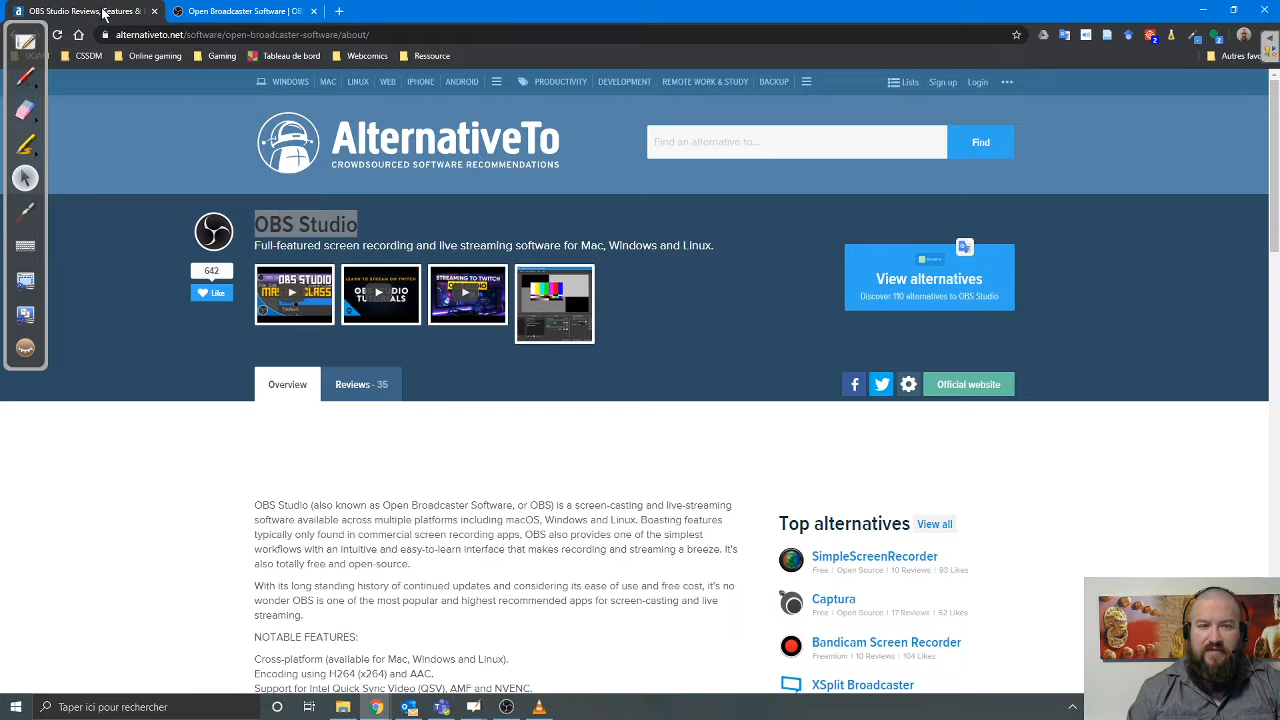 OBS Studio Reviews, Features &
Open Broadcaster Software | OB
alternativeto.net/software/open-broadcaster-software/about/
CSSDM
Online gaming
Gaming
Tableau de bord
Webcomics
Ressource
Autres favo
WINDOWS
MAC
LINUX
WEB
IPHONE
ANDROID
PRODUCTIVITY
DEVELOPMENT
REMOTE WORK & STUDY
BACKUP
Lists
Sign up
Login
AlternativeTo
CROWDSOURCED SOFTWARE RECOMMENDATIONS
Find an alternative to...
Find
OBS Studio
Full-featured screen recording and live streaming software for Mac, Windows and Linux.
642
Like
View alternatives
Discover 110 alternatives to OBS Studio
Overview
Reviews · 35
Official website
OBS Studio (also known as Open Broadcaster Software, or OBS) is a screen-casting and live-streaming
software available across multiple platforms including macOS, Windows and Linux. Boasting features
typically only found in commercial screen recording apps, OBS also provides one of the simplest
workflows with an intuitive and easy-to-learn interface that makes recording and streaming a breeze. It's
also totally free and open-source.
With its long standing history of continued updates and considering its ease of use and free cost, it's no
wonder OBS is one of the most popular and highest recommended apps for screen-casting and live
streaming.
NOTABLE FEATURES:
Cross-platform (available for Mac, Windows and Linux).
Encoding using H264 (x264) and AAC.
Support for Intel Quick Sync Video (QSV), AMF and NVENC.
Top alternatives
View all
SimpleScreenRecorder
Free | Open Source | 10 Reviews | 93 Likes
Captura
Free | Open Source | 17 Reviews | 62 Likes
Bandicam Screen Recorder
Freemium | 10 Reviews | 104 Likes
XSplit Broadcaster
Taper ici pour rechercher